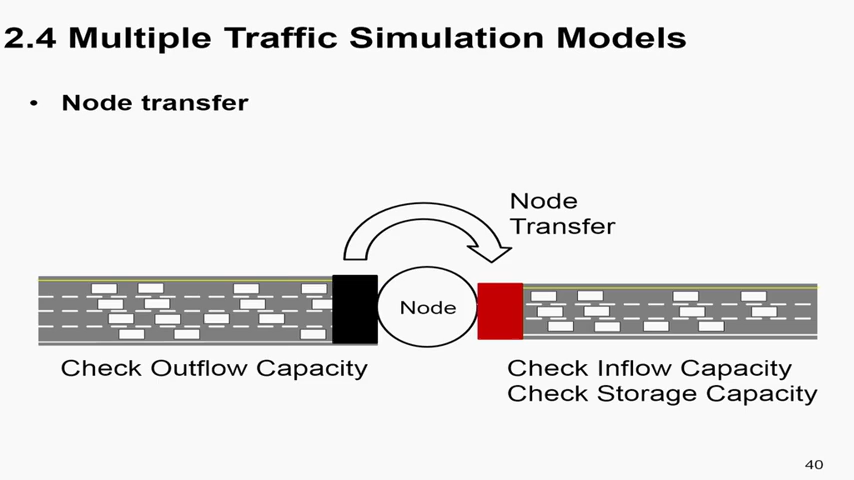 2.4 Multiple Traffic Simulation Models
• Node transfer
Node
Transfer
Node
Check Outflow Capacity
Check Inflow Capacity
Check Storage Capacity
40